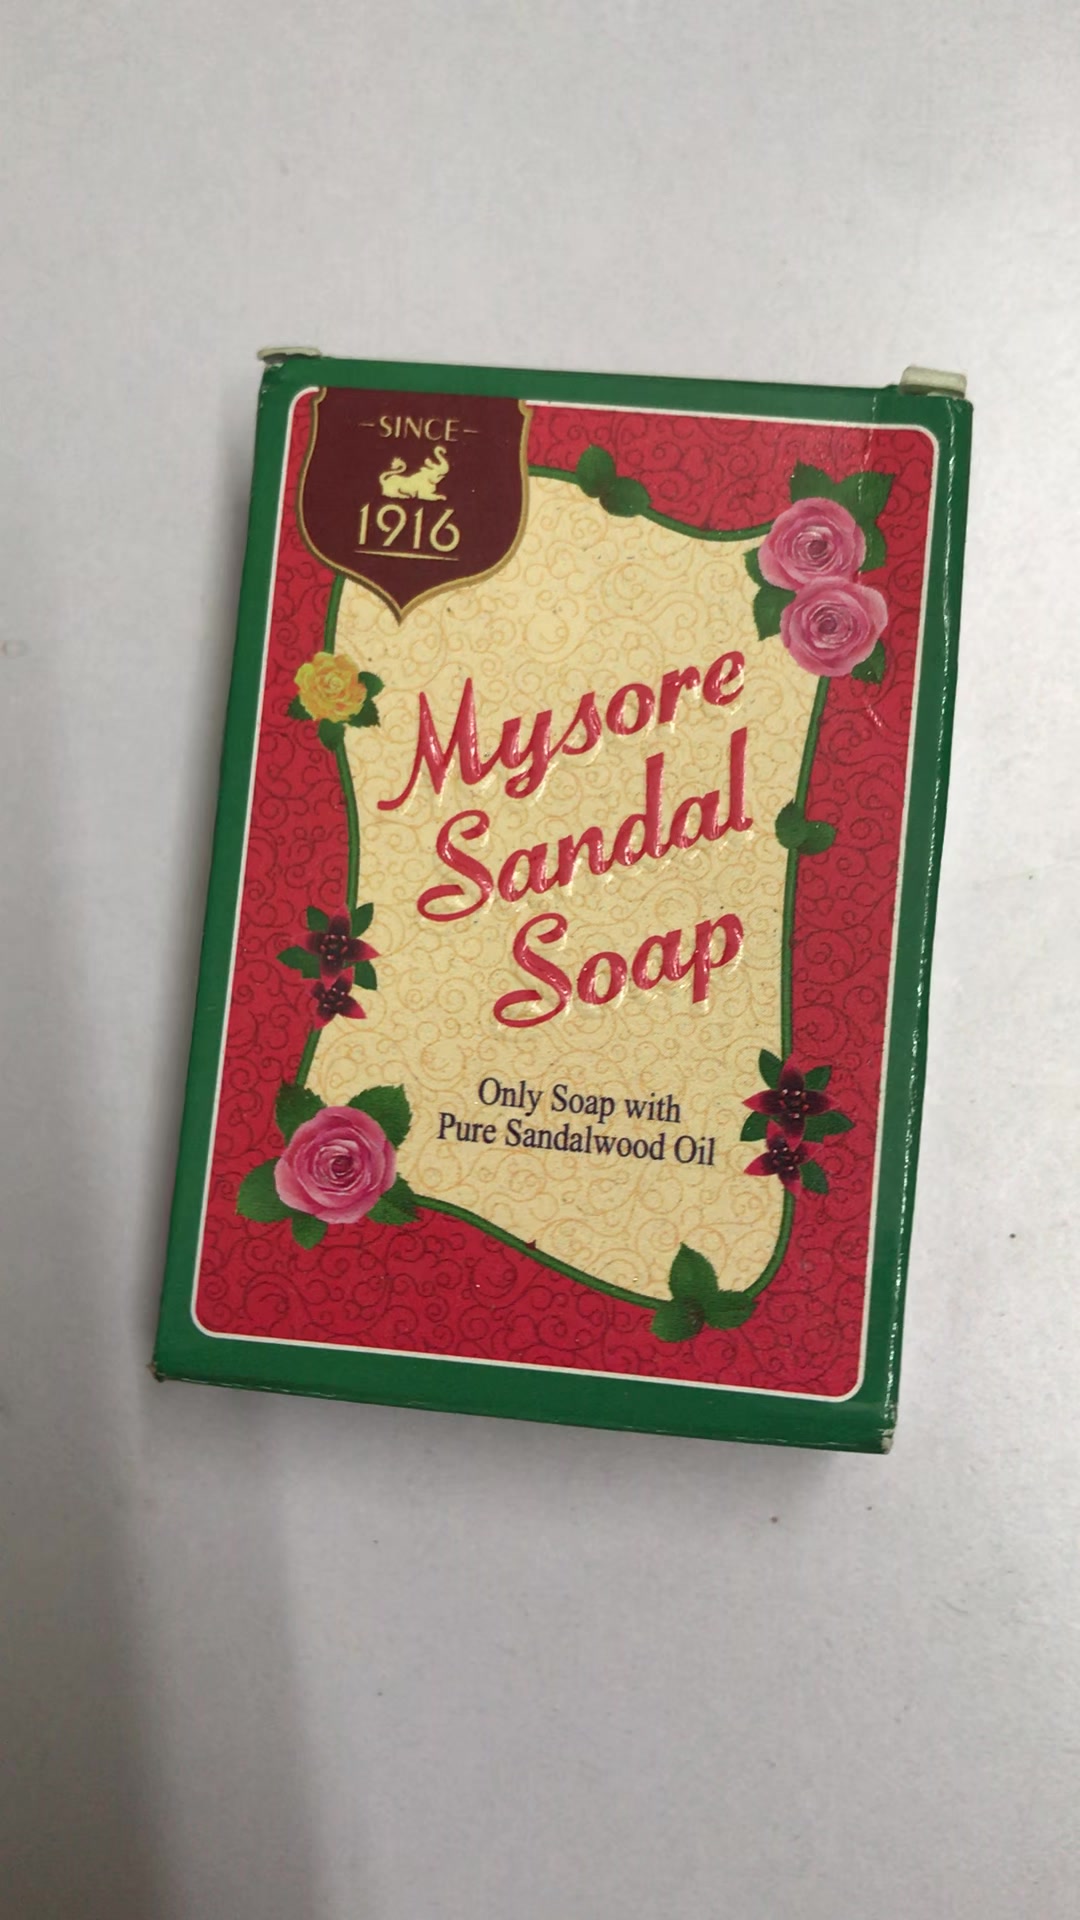 -SINCE-
1916
Mysore
Sandal
Soap
Only Soap with
Pure Sandalwood Oil